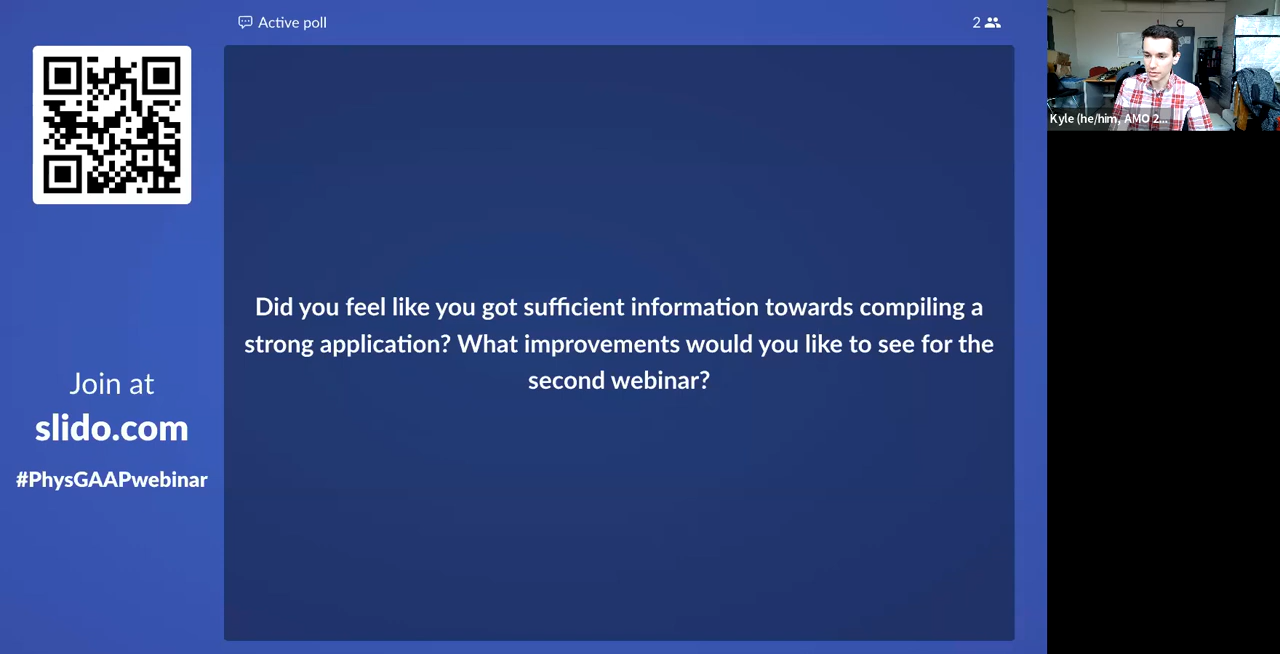 Active poll
2
Did you feel like you got sufficient information towards compiling a
strong application? What improvements would you like to see for the
second webinar?
Join at
slido.com
#PhysGAAPwebinar
Kyle (he/him, AMO 2...